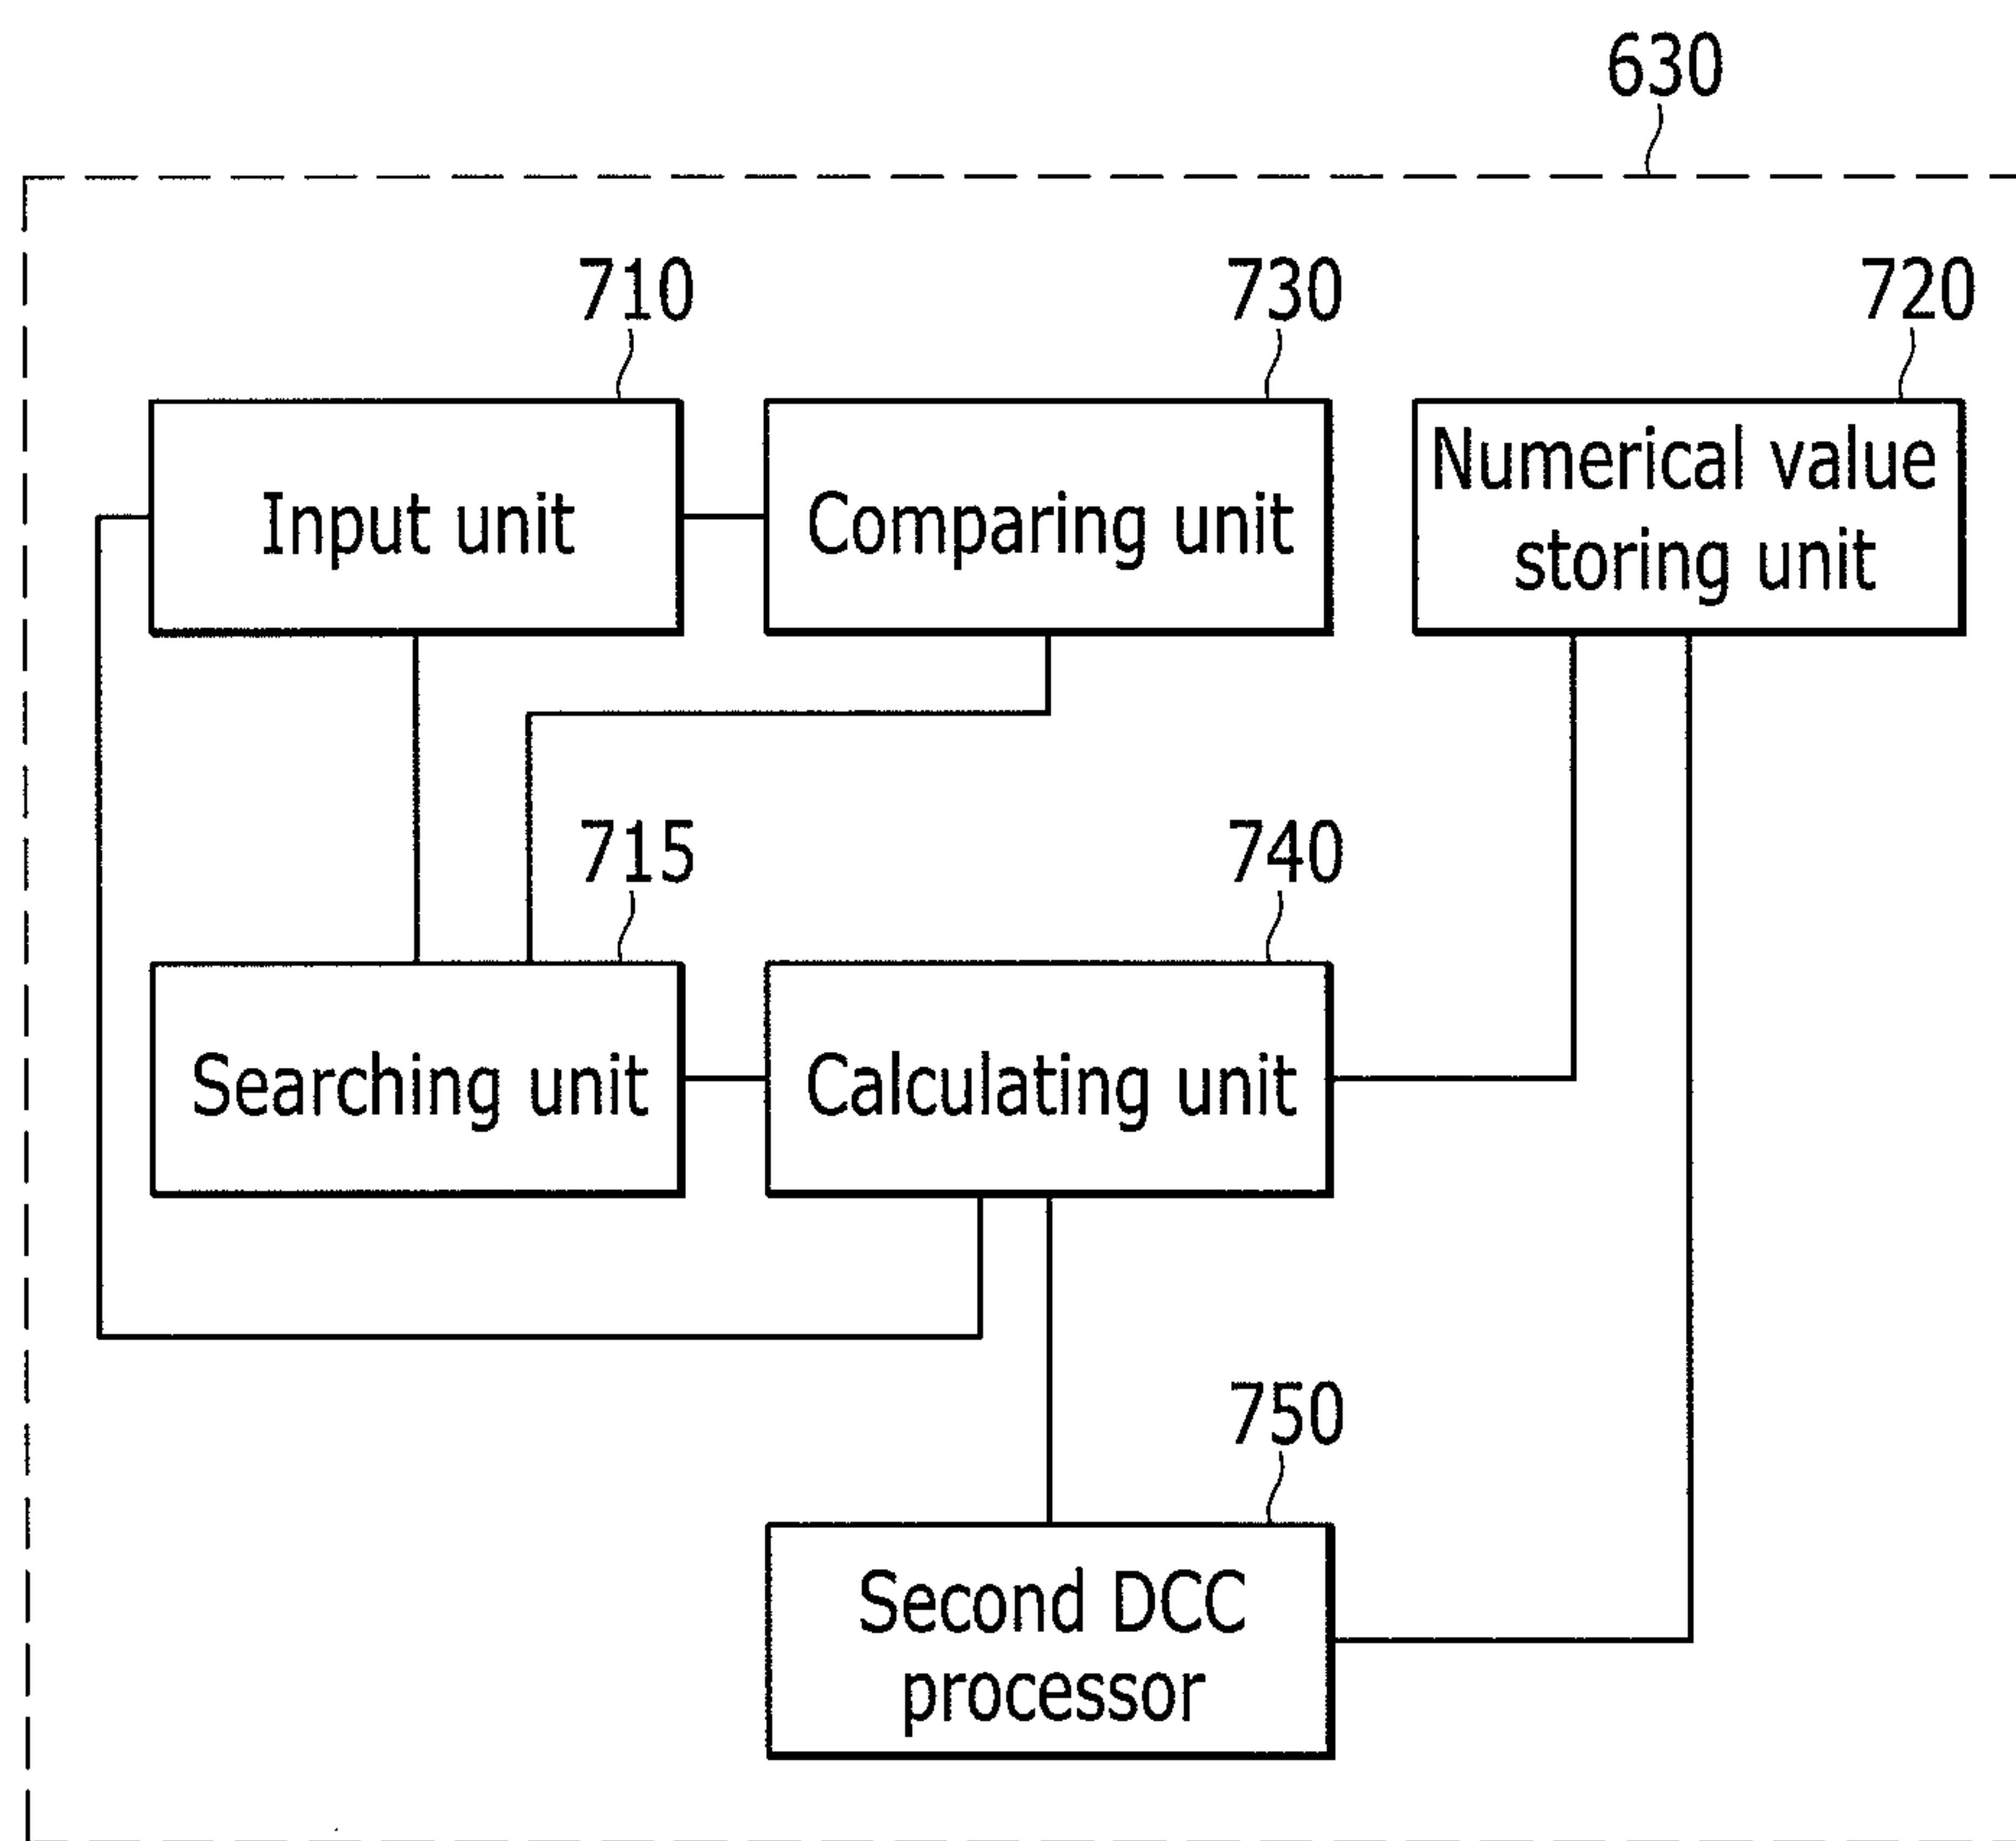 630
710
730
720
Input unit
Comparing unit
Numerical value
storing unit
715
740
Searching unit
Calculating unit
750
Second DCC
processor